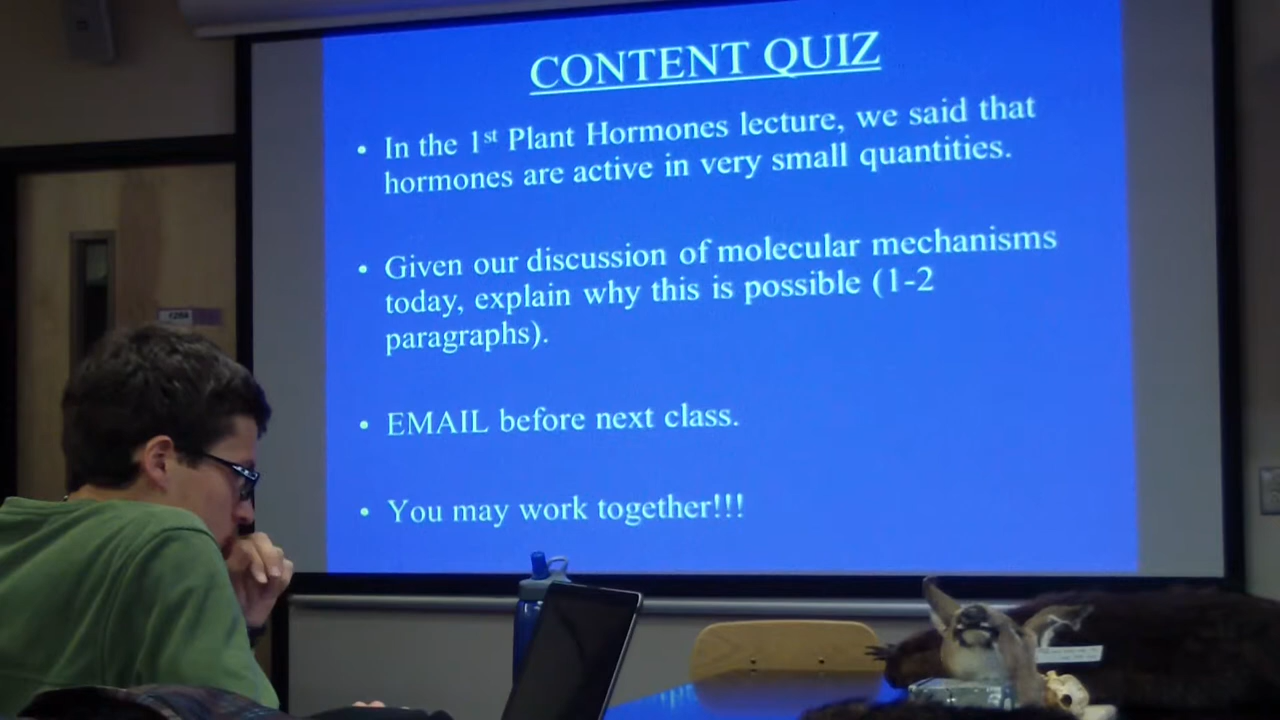 CONTENT QUIZ
• In the 1st Plant Hormones lecture, we said that
hormones are active in very small quantities.
• Given our discussion of molecular mechanisms
today, explain why this is possible (1-2
paragraphs).
• EMAIL before next class.
• You may work together!!!